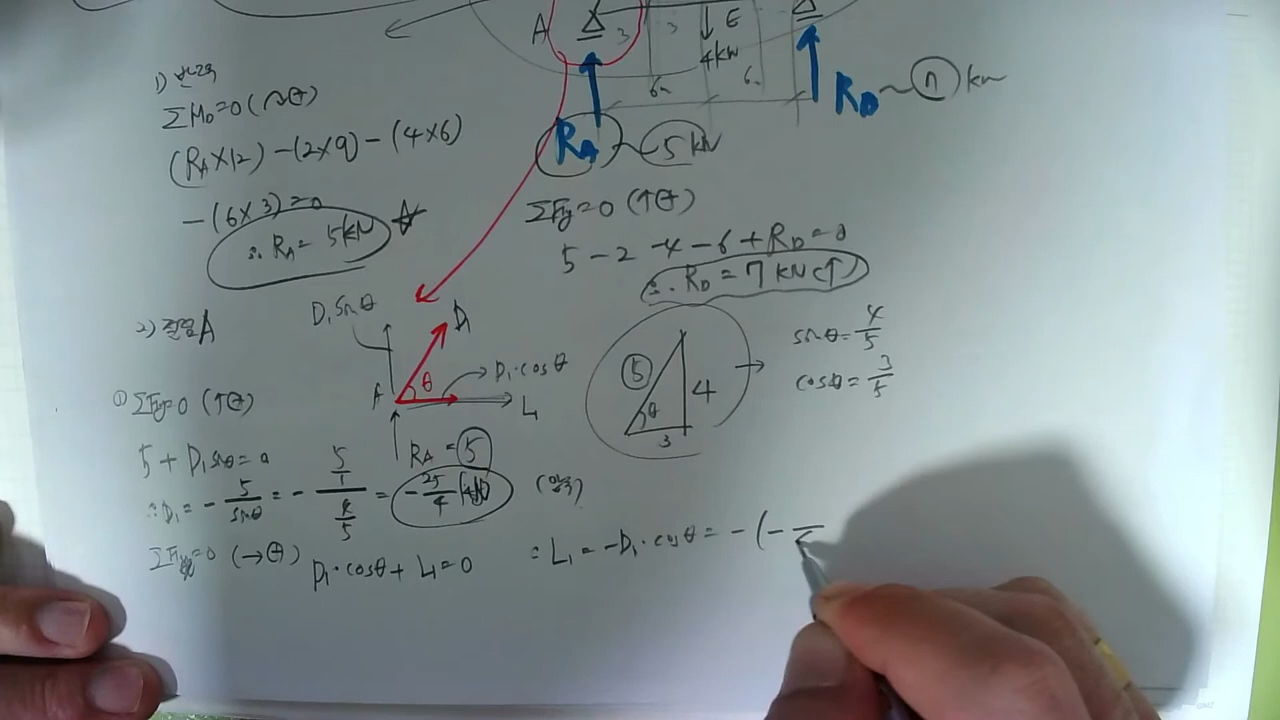 A 3 3 E
4kN
6m 6m
R_D ~ ⑦ kN
R_A ~ 5 kN
1) 반력
ΣM_D=0 (↷⊕)
(R_A×12) -(2×9) -(4×6)
-(6×3)=0
∴ R_A= 5kN
ΣFy=0 (↑⊕)
5-2-4-6+R_D=0
∴ R_D = 7 kN(↑)
2) 절점A
D₁sinθ
D₁
θ
D₁·cosθ
A
L₁
R_A = 5
5 4 3 θ
sinθ= 4/5
cosθ= 3/5
① ΣFy=0 (↑⊕)
5 + D₁sinθ=0
∴D₁= - 5/sinθ = - (5/1)/(4/5) = -25/4 [kN] (압축)
ΣFx=0 (→⊕) D₁·cosθ + L₁=0 ∴ L₁ = -D₁·cosθ = -(-